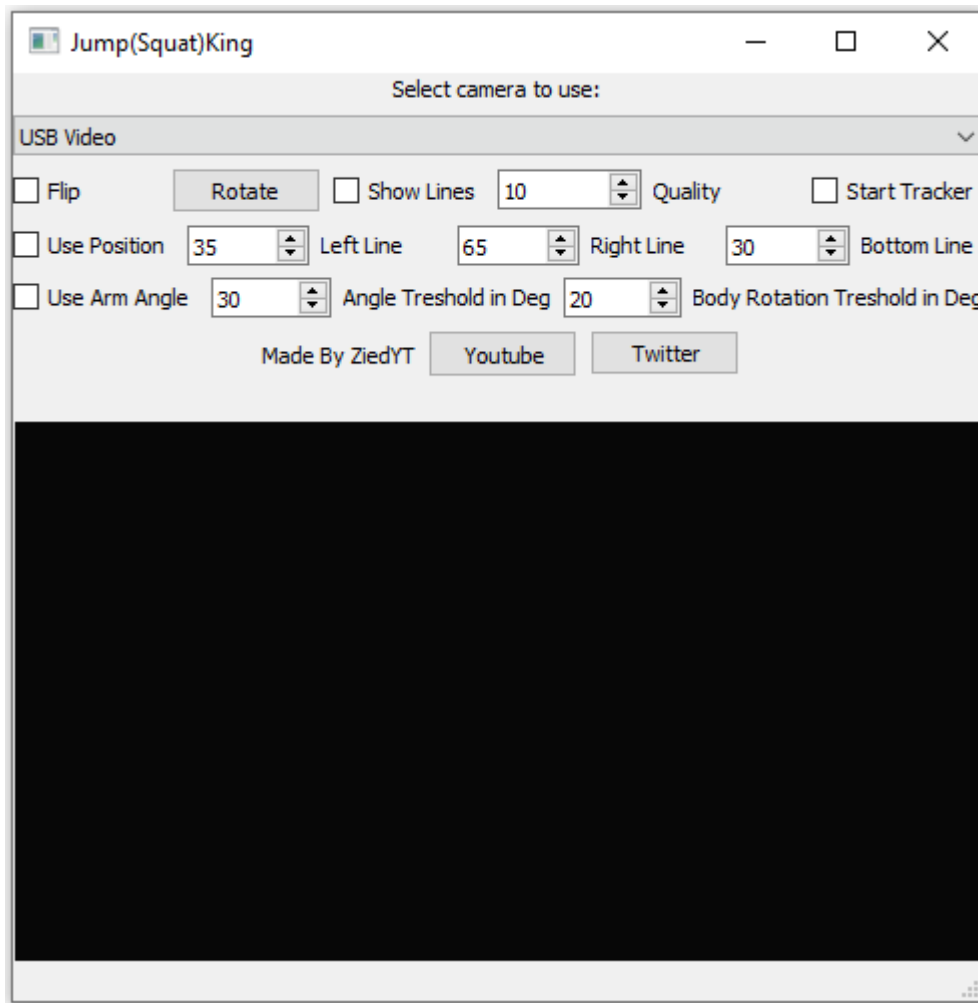 Jump(Squat)King
Select camera to use:
USB Video
Flip Rotate Show Lines 10 Quality Start Tracker
Use Position 35 Left Line 65 Right Line 30 Bottom Line
Use Arm Angle 30 Angle Treshold in Deg 20 Body Rotation Treshold in Deg
Made By ZiedYT Youtube Twitter